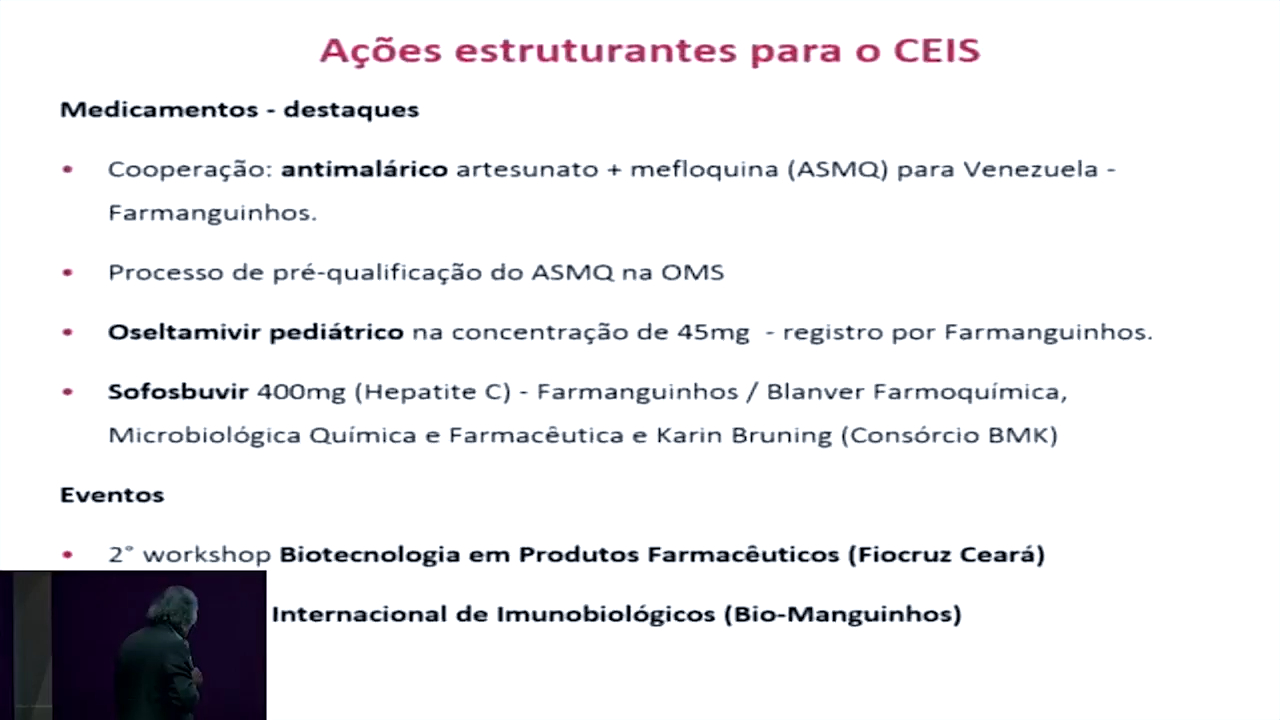 Ações estruturantes para o CEIS
Medicamentos - destaques
• Cooperação: antimalárico artesunato + mefloquina (ASMQ) para Venezuela -
Farmanguinhos.
• Processo de pré-qualificação do ASMQ na OMS
• Oseltamivir pediátrico na concentração de 45mg - registro por Farmanguinhos.
• Sofosbuvir 400mg (Hepatite C) - Farmanguinhos / Blanver Farmoquímica,
Microbiológica Química e Farmacêutica e Karin Bruning (Consórcio BMK)
Eventos
• 2° workshop Biotecnologia em Produtos Farmacêuticos (Fiocruz Ceará)
Internacional de Imunobiológicos (Bio-Manguinhos)